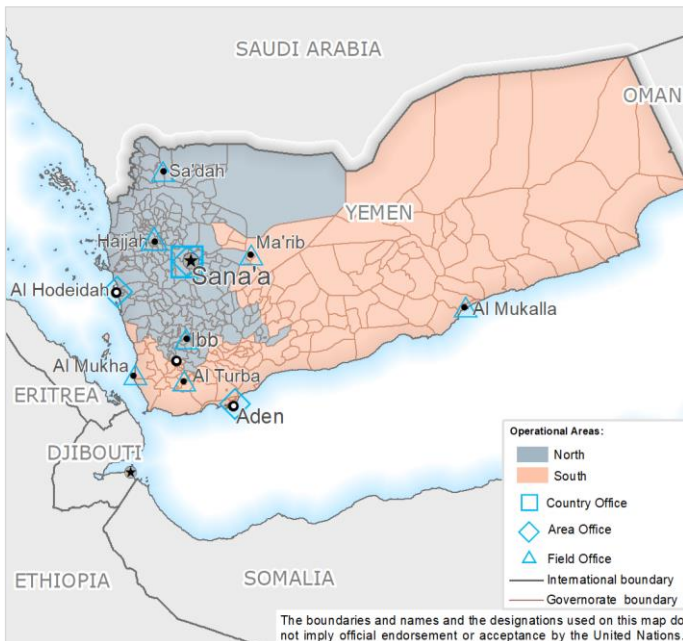 SAUDI ARABIA
OMAN
Sa'dah
YEMEN
Hajjah
Ma'rib
Sana'a
Al Hodeidah
Al Mukalla
Ibb
Al Mukha
Al Turba
ERITREA
Aden
DJIBOUTI
ETHIOPIA
SOMALIA
Operational Areas:
North
South
Country Office
Area Office
Field Office
International boundary
Governorate boundary
The boundaries and names and the designations used on this map do
not imply official endorsement or acceptance by the United Nations.